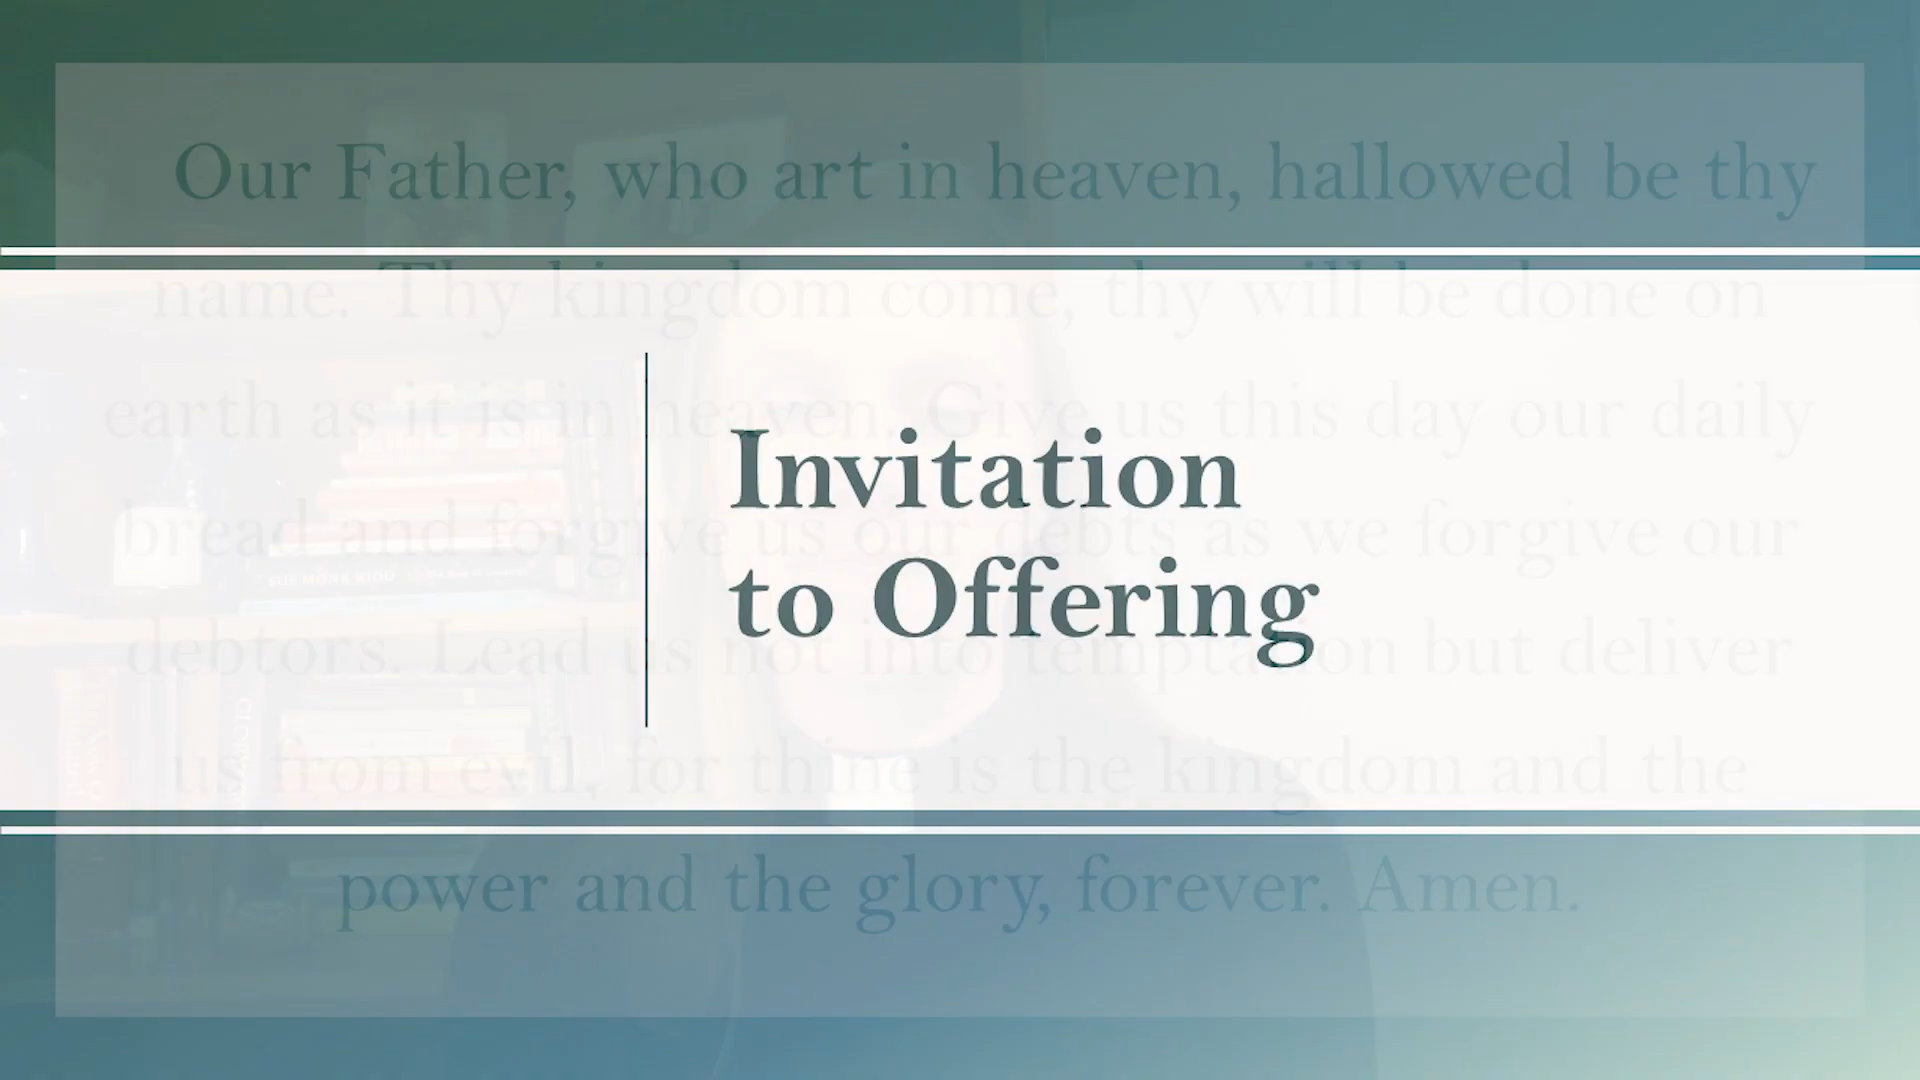 Our Father, who art in heaven, hallowed be thy
name. Thy kingdom come, thy will be done on
earth as it is in heaven. Give us this day our daily
Invitation
bread and forgive us our debts as we forgive our
SUE MONK KIDD
to Offering
debtors. Lead us not into temptation but deliver
us from evil, for thine is the kingdom and the
power and the glory, forever. Amen.